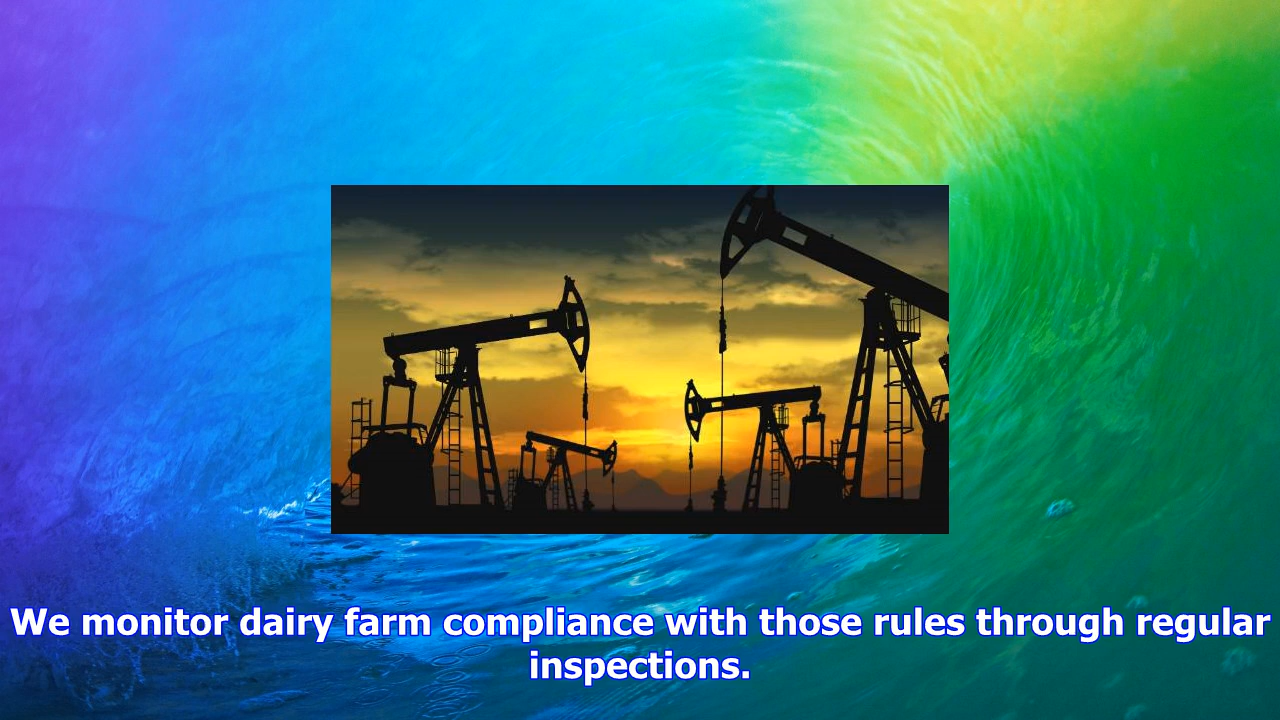 We monitor dairy farm compliance with those rules through regular
inspections.